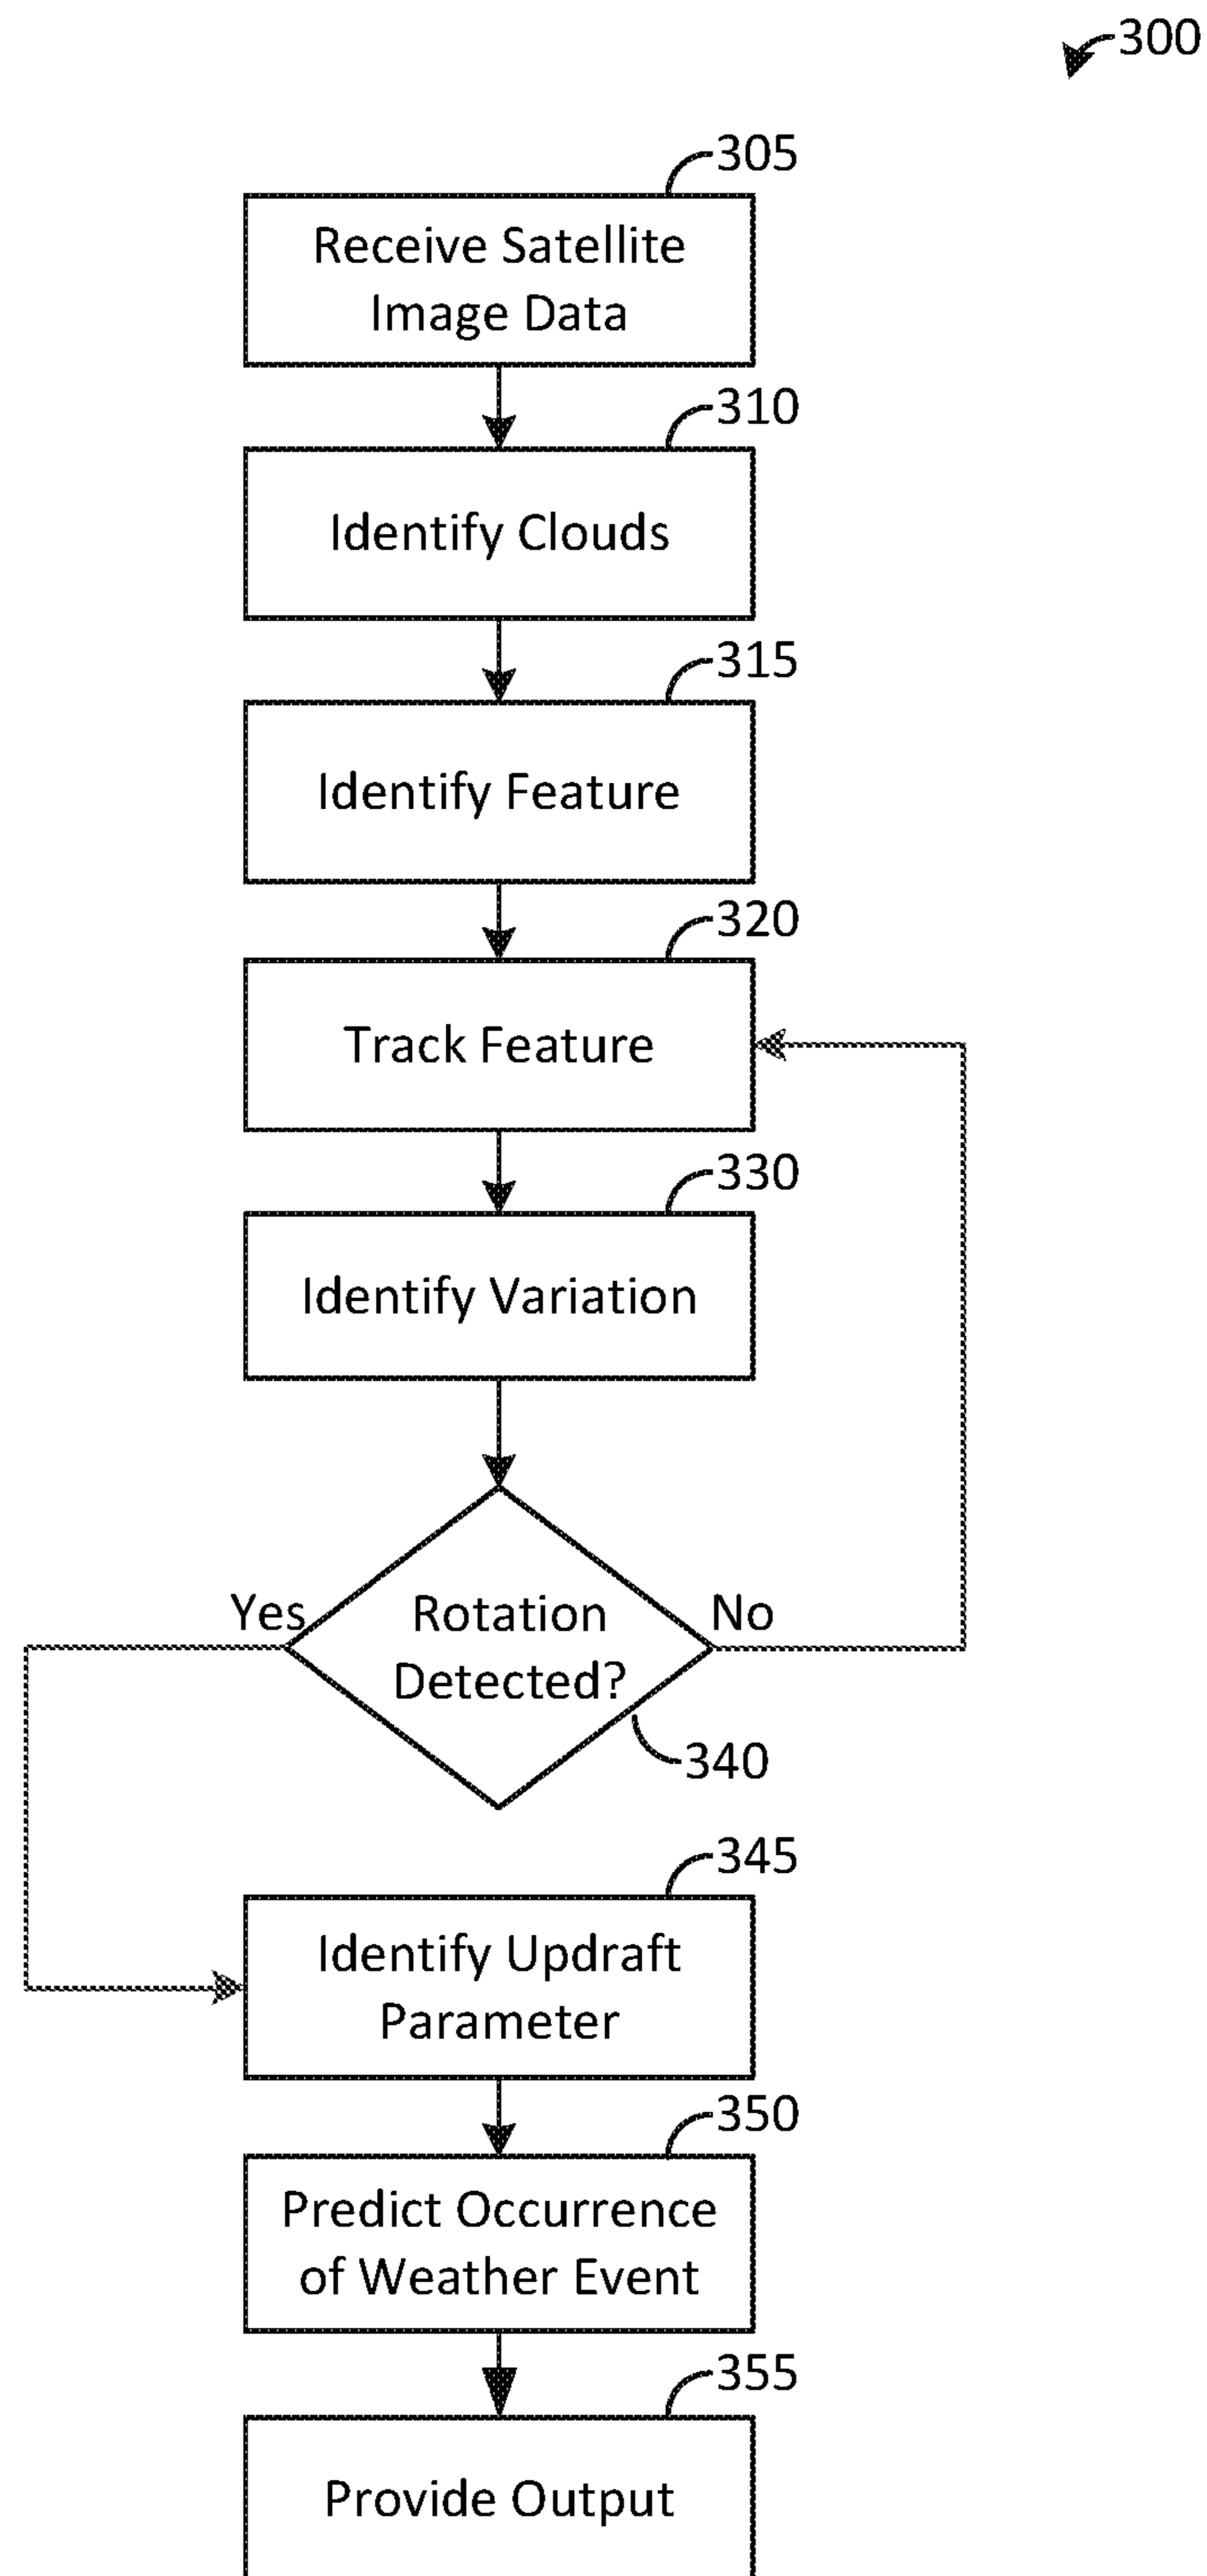 300
305
Receive Satellite
Image Data
310
Identify Clouds
315
Identify Feature
320
Track Feature
330
Identify Variation
Yes
Rotation
Detected?
No
340
345
Identify Updraft
Parameter
350
Predict Occurrence
of Weather Event
355
Provide Output